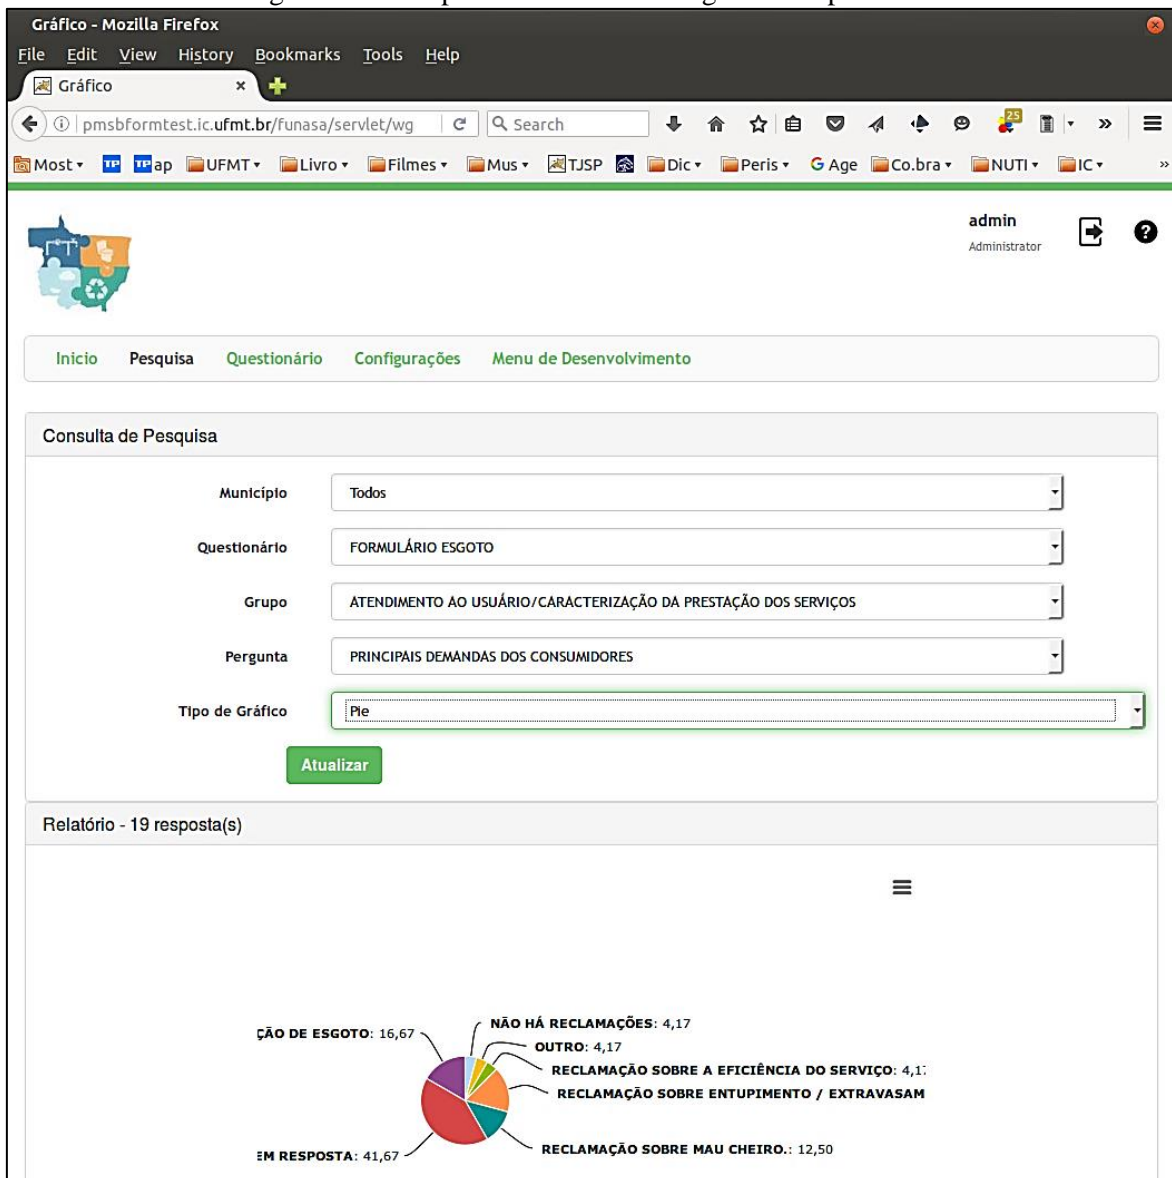 Gráfico - Mozilla Firefox
File Edit View History Bookmarks Tools Help
Gráfico
pmsbformtest.ic.ufmt.br/funasa/servlet/wg Search 25
Most TP TP ap UFMT Livro Filmes Mus TJSP Dic Peris G Age Co.bra NUTI IC
admin
Administrator
Inicio Pesquisa Questionário Configurações Menu de Desenvolvimento
Consulta de Pesquisa
Município Todos
Questionário FORMULÁRIO ESGOTO
Grupo ATENDIMENTO AO USUÁRIO/CARACTERIZAÇÃO DA PRESTAÇÃO DOS SERVIÇOS
Pergunta PRINCIPAIS DEMANDAS DOS CONSUMIDORES
Tipo de Gráfico Pie
Atualizar
Relatório - 19 resposta(s)
NÃO HÁ RECLAMAÇÕES: 4,17
ÇÃO DE ESGOTO: 16,67
OUTRO: 4,17
RECLAMAÇÃO SOBRE A EFICIÊNCIA DO SERVIÇO: 4,1
RECLAMAÇÃO SOBRE ENTUPIMENTO / EXTRAVASAM
RECLAMAÇÃO SOBRE MAU CHEIRO.: 12,50
EM RESPOSTA: 41,67